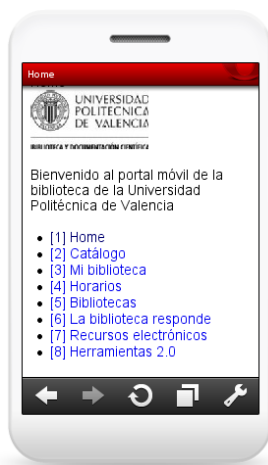 Home
UNIVERSIDAD
POLITECNICA
DE VALENCIA
BIBLIOTECA Y DOCUMENTACIÓN CIENTÍFICA
Bienvenido al portal móvil de la
biblioteca de la Universidad
Politécnica de Valencia
[1] Home
[2] Catálogo
[3] Mi biblioteca
[4] Horarios
[5] Bibliotecas
[6] La biblioteca responde
[7] Recursos electrónicos
[8] Herramientas 2.0